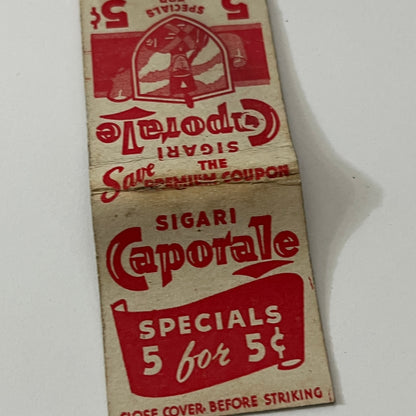 5
SPECIALS
FOR
5¢
Caporale
SIGARI
Save THE
PREMIUM COUPON
SIGARI
Caporale
SPECIALS
5 for 5¢
CLOSE COVER BEFORE STRIKING